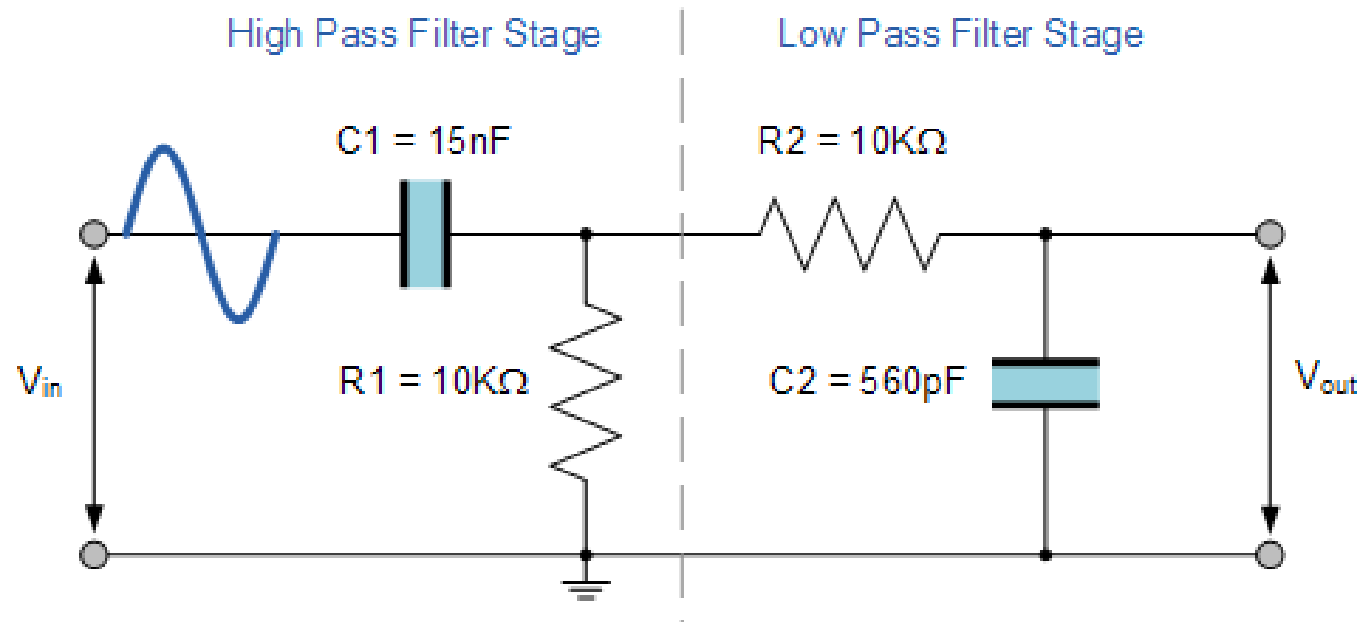 High Pass Filter Stage
Low Pass Filter Stage
C1 = 15nF
R2 = 10KΩ
Vin
R1 = 10KΩ
C2 = 560pF
Vout